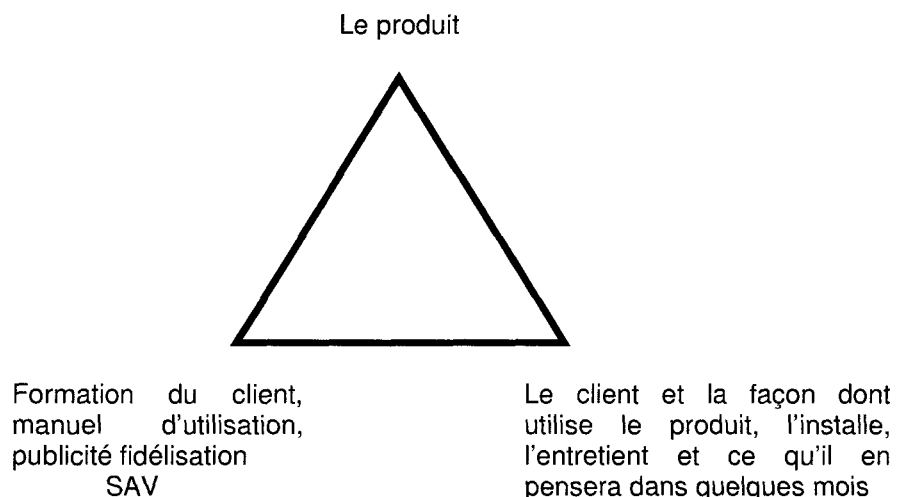 Le produit
Formation du client,
manuel d'utilisation,
publicité fidélisation
SAV
Le client et la façon dont
utilise le produit, l'installe,
l'entretient et ce qu'il en
pensera dans quelques mois